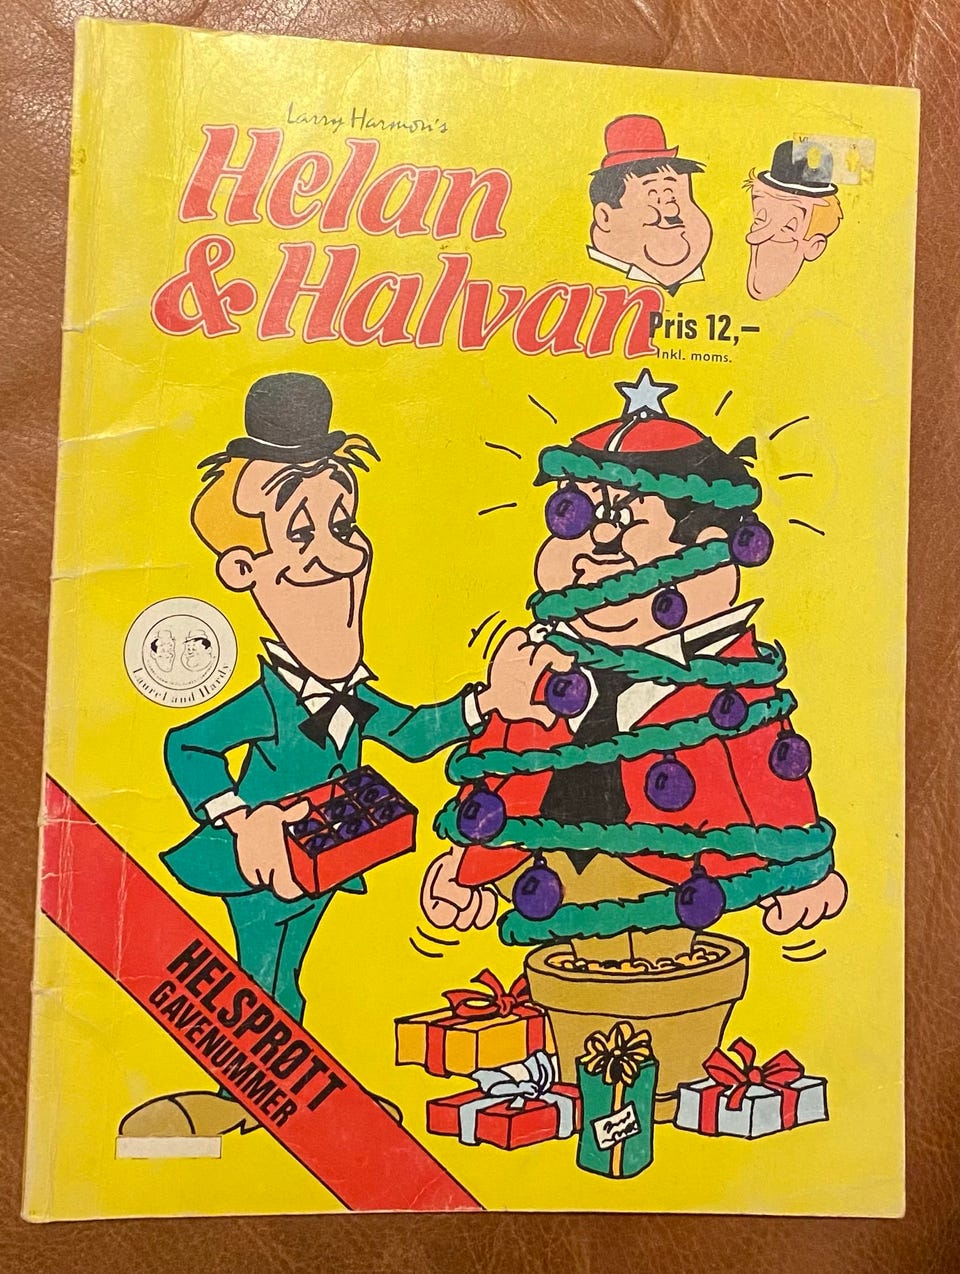 Larry Harmon's
Helan
& Halvan
Pris 12,–
Inkl. moms.
Laurel and Hardy
HELSPRØTT
GAVENUMMER